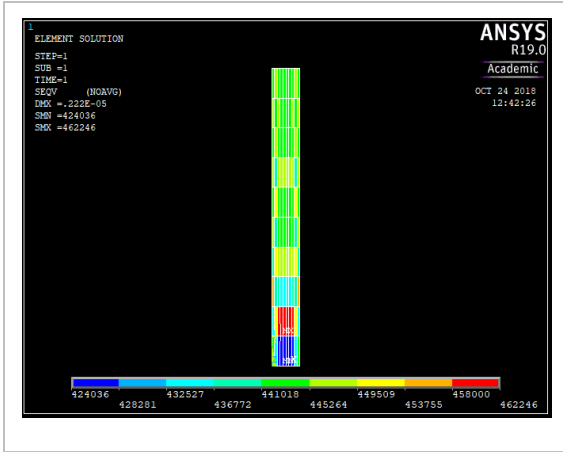 1
ELEMENT SOLUTION
STEP=1
SUB =1
TIME=1
SEQV     (NOAVG)
DMX =.222E-05
SMN =424036
SMX =462246
ANSYS
R19.0
Academic
OCT 24 2018
12:42:26
MX
MN
424036 432527 441018 449509 458000
428281 436772 445264 453755 462246